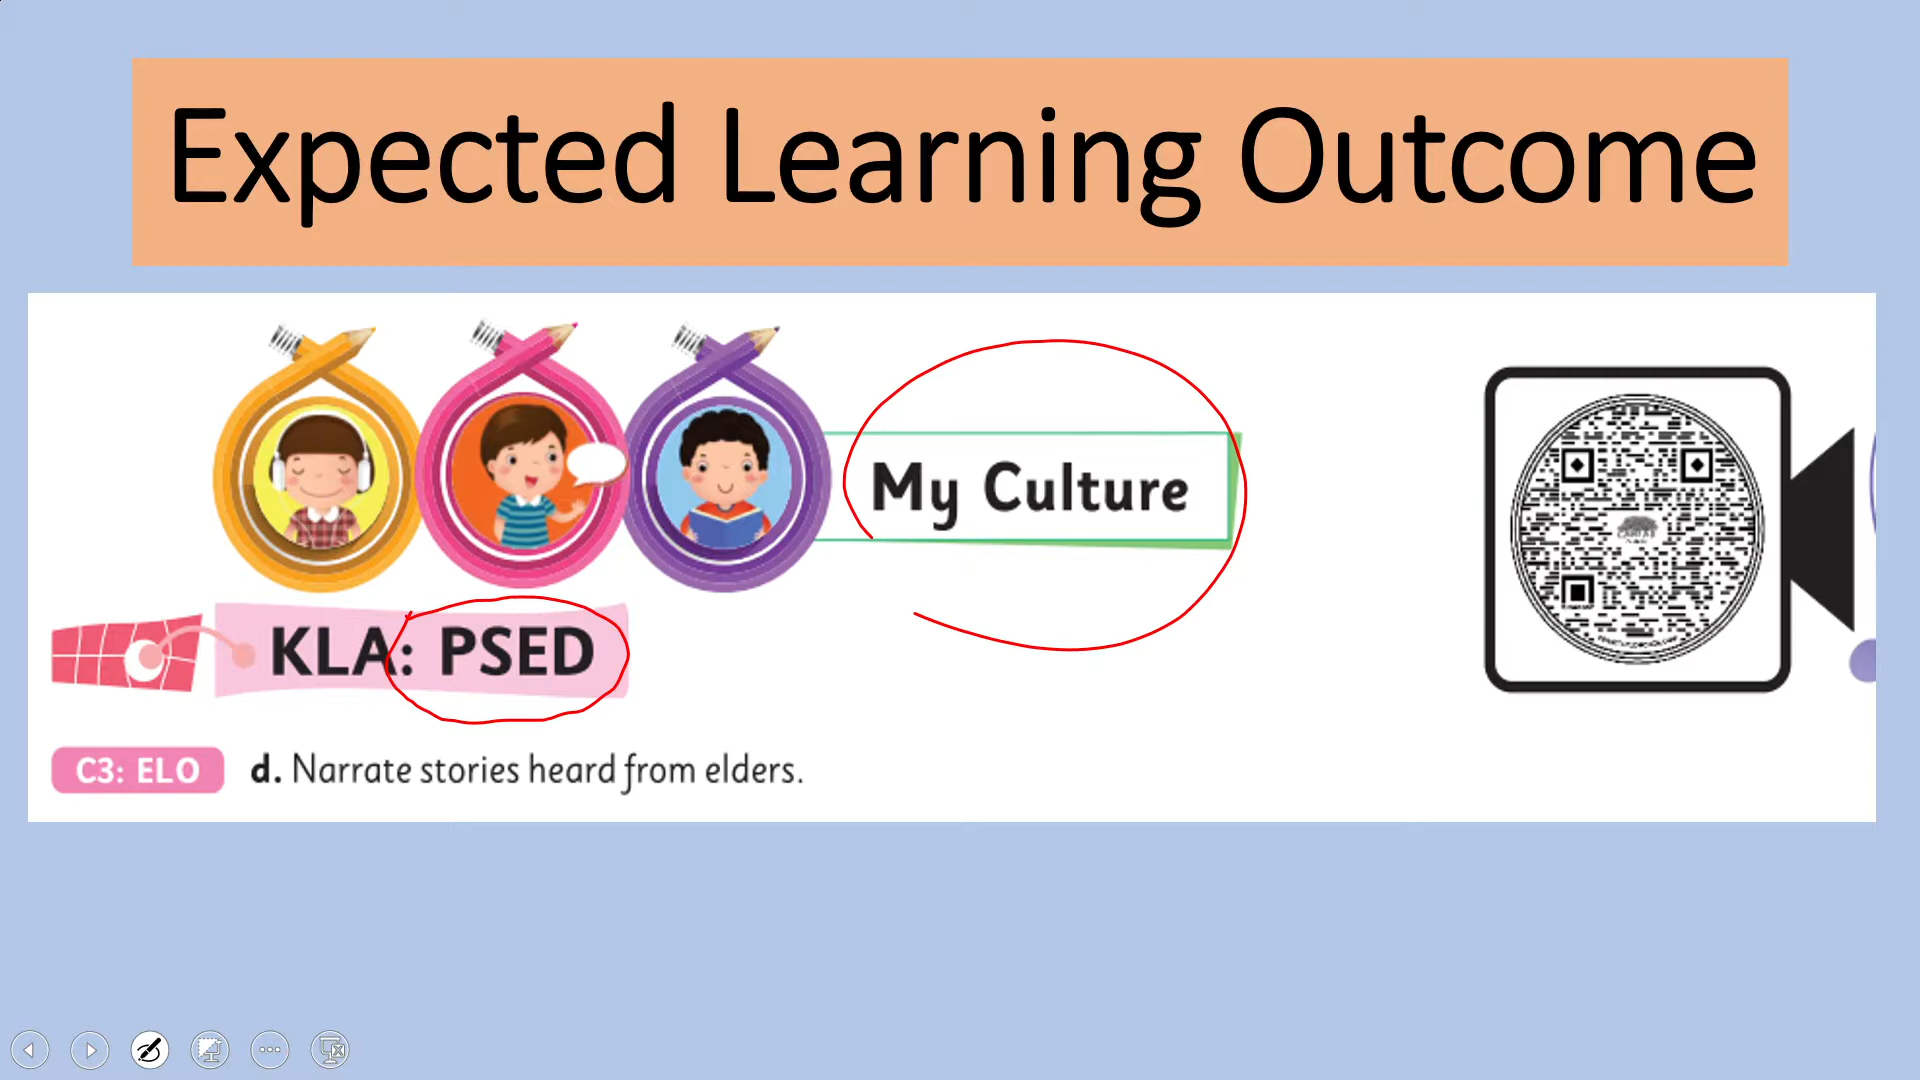 Expected Learning Outcome
My Culture
KLA: PSED
C3: ELO d. Narrate stories heard from elders.